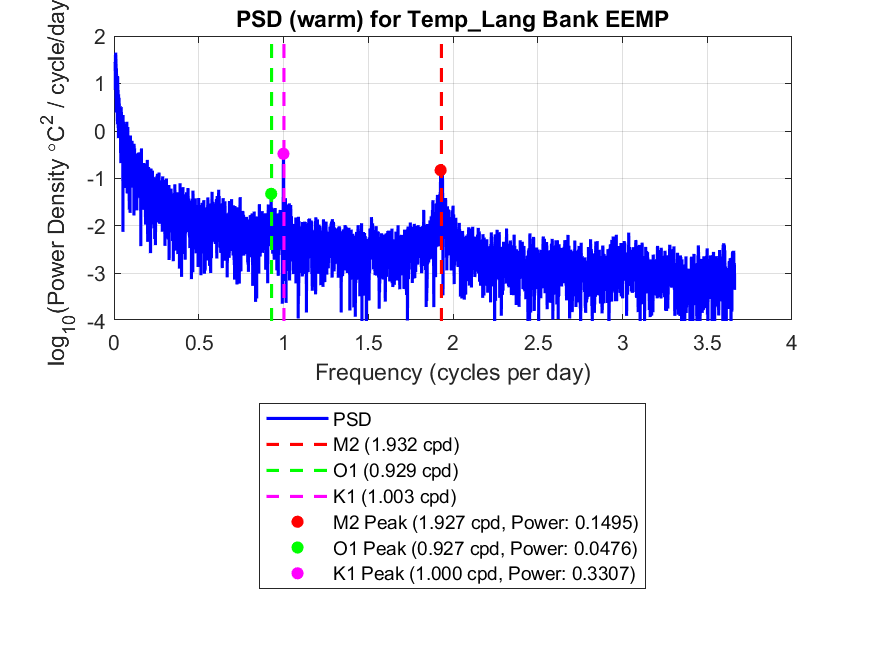 PSD (warm) for Temp_Lang Bank EEMP
log10(Power Density °C2 / cycle/day
2
1
0
-1
-2
-3
-4
0 0.5 1 1.5 2 2.5 3 3.5 4
Frequency (cycles per day)
PSD
M2 (1.932 cpd)
O1 (0.929 cpd)
K1 (1.003 cpd)
M2 Peak (1.927 cpd, Power: 0.1495)
O1 Peak (0.927 cpd, Power: 0.0476)
K1 Peak (1.000 cpd, Power: 0.3307)